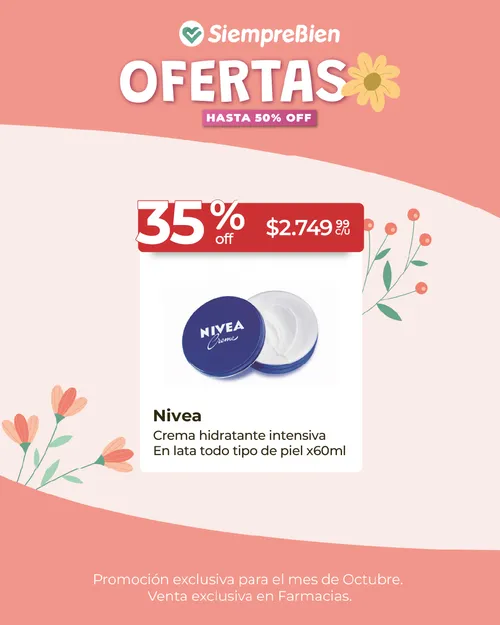 SiempreBien
OFERTAS
HASTA 50% OFF
35%
off
$2.749 99
c/u
NIVEA
Creme
Nivea
Crema hidratante intensiva
En lata todo tipo de piel x60ml
Promoción exclusiva para el mes de Octubre.
Venta exclusiva en Farmacias.